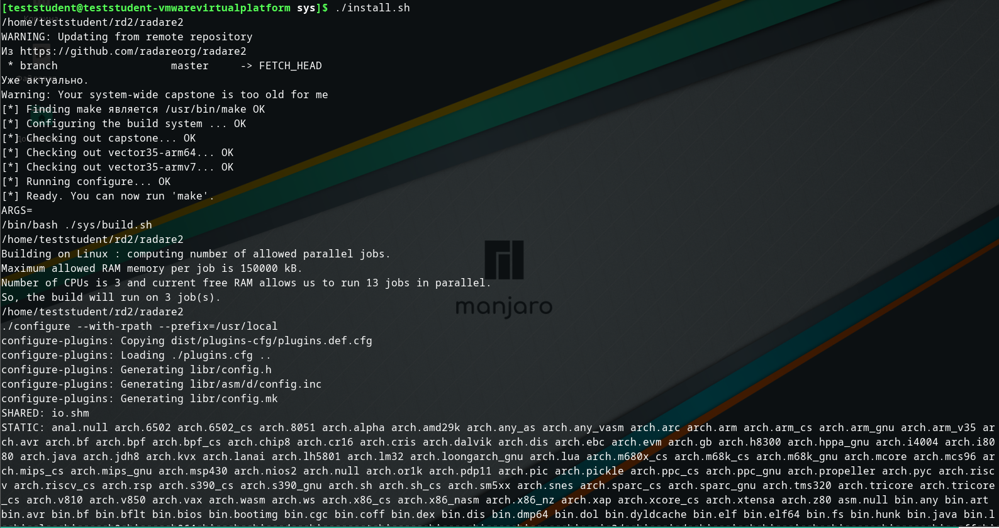 [teststudent@teststudent-vmwarevirtualplatform sys]$ ./install.sh
/home/teststudent/rd2/radare2
WARNING: Updating from remote repository
Из https://github.com/radareorg/radare2
 * branch                  master     -> FETCH_HEAD
Уже актуально.
Warning: Your system-wide capstone is too old for me
[*] Finding make является /usr/bin/make OK
[*] Configuring the build system ... OK
[*] Checking out capstone... OK
[*] Checking out vector35-arm64... OK
[*] Checking out vector35-armv7... OK
[*] Running configure... OK
[*] Ready. You can now run 'make'.
ARGS=
/bin/bash ./sys/build.sh
/home/teststudent/rd2/radare2
Building on Linux : computing number of allowed parallel jobs.
Maximum allowed RAM memory per job is 150000 kB.
Number of CPUs is 3 and current free RAM allows us to run 13 jobs in parallel.
So, the build will run on 3 job(s).
/home/teststudent/rd2/radare2
./configure --with-rpath --prefix=/usr/local
configure-plugins: Copying dist/plugins-cfg/plugins.def.cfg
configure-plugins: Loading ./plugins.cfg ..
configure-plugins: Generating libr/config.h
configure-plugins: Generating libr/asm/d/config.inc
configure-plugins: Generating libr/config.mk
SHARED: io.shm
STATIC: anal.null arch.6502 arch.6502_cs arch.8051 arch.alpha arch.amd29k arch.any_as arch.any_vasm arch.arc arch.arm arch.arm_cs arch.arm_gnu arch.arm_v35 ar
ch.avr arch.bf arch.bpf arch.bpf_cs arch.chip8 arch.cr16 arch.cris arch.dalvik arch.dis arch.ebc arch.evm arch.gb arch.h8300 arch.hppa_gnu arch.i4004 arch.i80
80 arch.java arch.jdh8 arch.kvx arch.lanai arch.lh5801 arch.lm32 arch.loongarch_gnu arch.lua arch.m680x_cs arch.m68k_cs arch.m68k_gnu arch.mcore arch.mcs96 ar
ch.mips_cs arch.mips_gnu arch.msp430 arch.nios2 arch.null arch.or1k arch.pdp11 arch.pic arch.pickle arch.ppc_cs arch.ppc_gnu arch.propeller arch.pyc arch.risc
v arch.riscv_cs arch.rsp arch.s390_cs arch.s390_gnu arch.sh arch.sh_cs arch.sm5xx arch.snes arch.sparc_cs arch.sparc_gnu arch.tms320 arch.tricore arch.tricore
_cs arch.v810 arch.v850 arch.vax arch.wasm arch.ws arch.x86_cs arch.x86_nasm arch.x86_nz arch.xap arch.xcore_cs arch.xtensa arch.z80 asm.null bin.any bin.art
bin.avr bin.bf bin.bflt bin.bios bin.bootimg bin.cgc bin.coff bin.dex bin.dis bin.dmp64 bin.dol bin.dyldcache bin.elf bin.elf64 bin.fs bin.hunk bin.java bin.l
manjaro